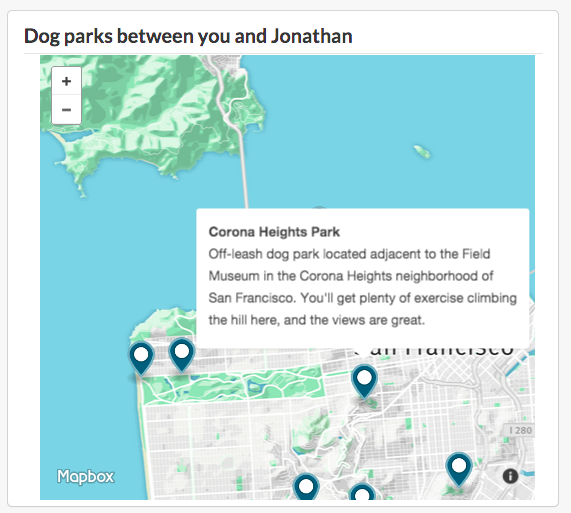 Dog parks between you and Jonathan
+
−
Corona Heights Park
Off-leash dog park located adjacent to the Field
Museum in the Corona Heights neighborhood of
San Francisco. You'll get plenty of exercise climbing
the hill here, and the views are great.
San Francisco
I 280
Mapbox
i